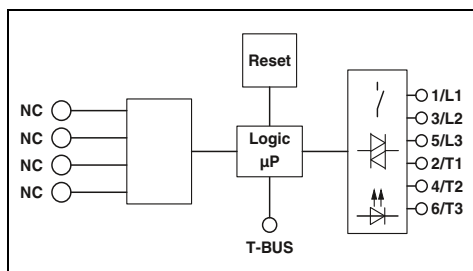 Reset
NC
NC
NC
NC
Logic
µP
T-BUS
1/L1
3/L2
5/L3
2/T1
4/T2
6/T3